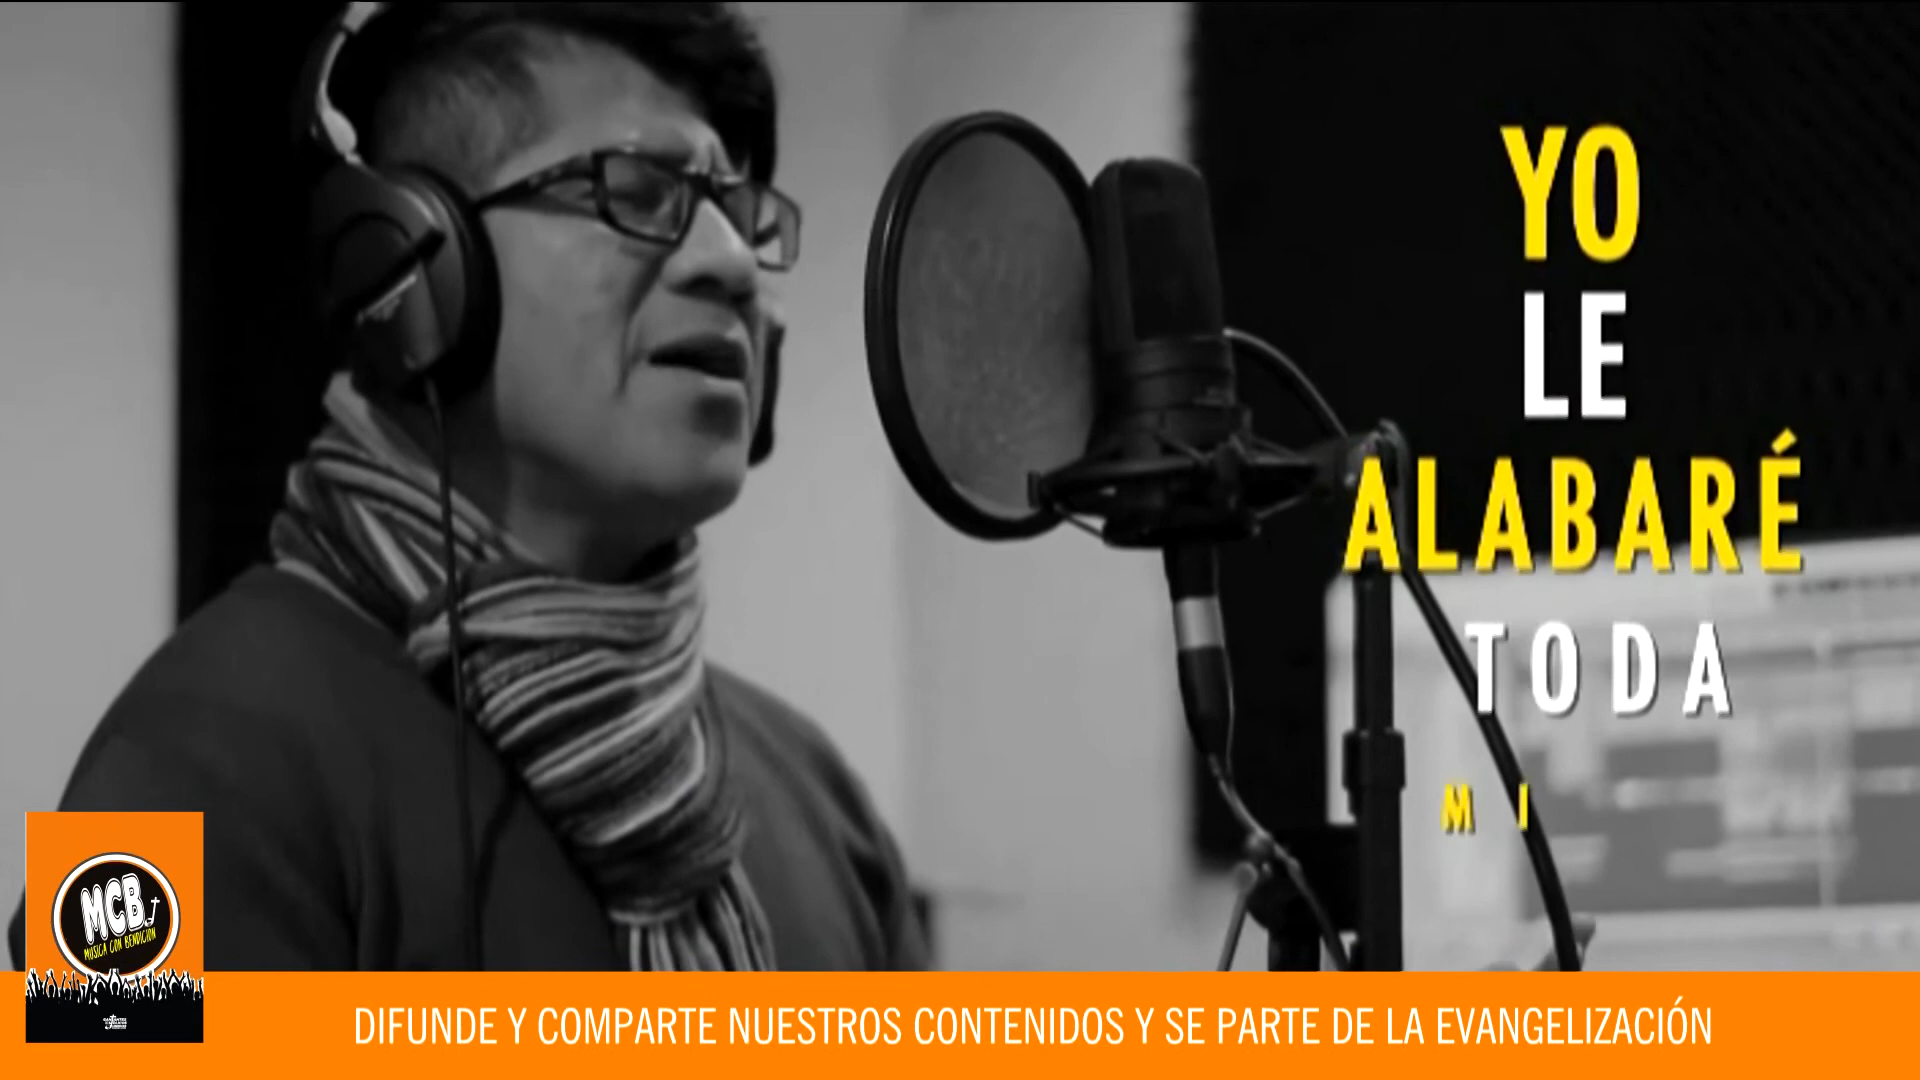 YO
LE
ALABARÉ
TODA
MI
MCB
MUSICA CON BENDICION
DIFUNDE Y COMPARTE NUESTROS CONTENIDOS Y SE PARTE DE LA EVANGELIZACIÓN